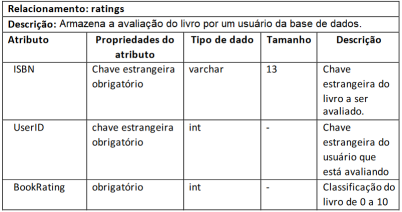 Relacionamento: ratings
Descrição: Armazena a avaliação do livro por um usuário da base de dados.
Atributo Propriedades do atributo Tipo de dado Tamanho Descrição
ISBN Chave estrangeira obrigatório varchar 13 Chave estrangeira do livro a ser avaliado.
UserID chave estrangeira obrigatório int - Chave estrangeira do usuário que está avaliando
BookRating obrigatório int - Classificação do livro de 0 a 10